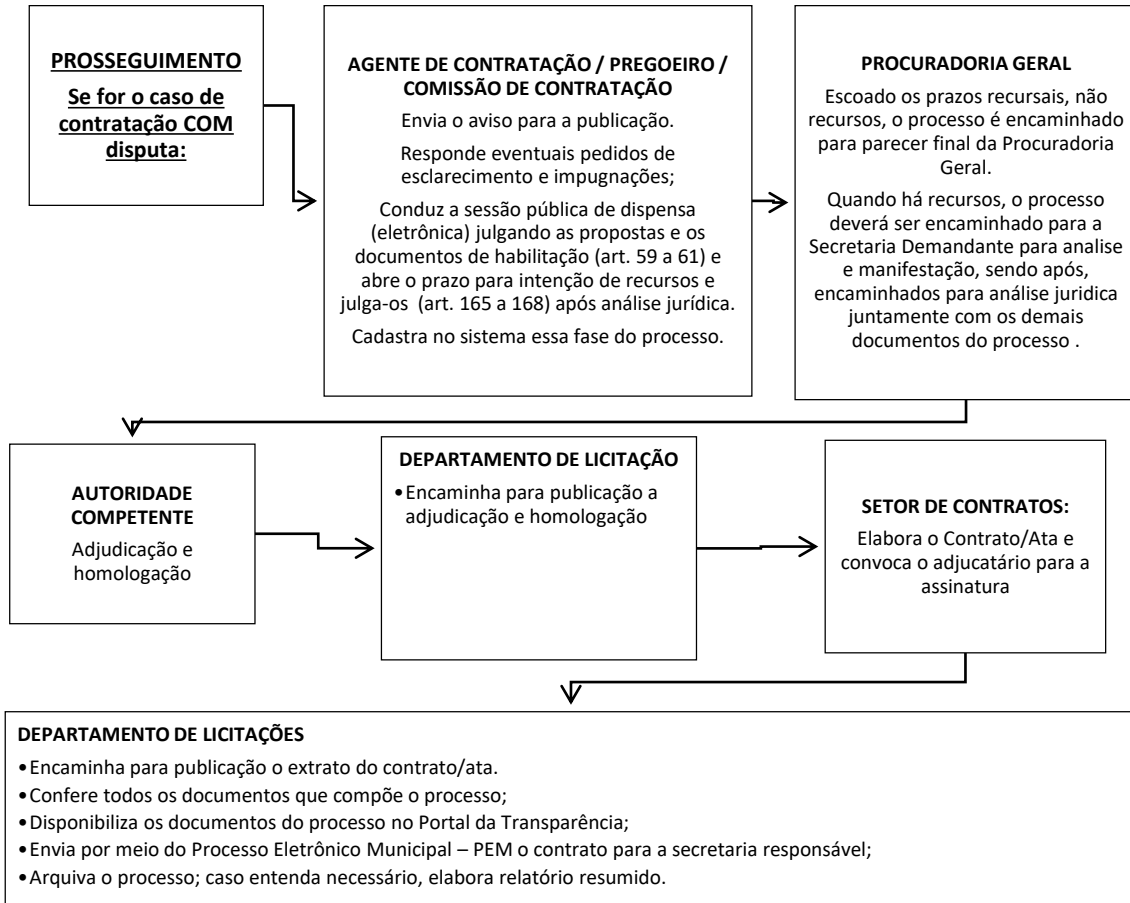 PROSSEGUIMENTO
Se for o caso de
contratação COM
disputa:
AGENTE DE CONTRATAÇÃO / PREGOEIRO /
COMISSÃO DE CONTRATAÇÃO
Envia o aviso para a publicação.
Responde eventuais pedidos de
esclarecimento e impugnações;
Conduz a sessão pública de dispensa
(eletrônica) julgando as propostas e os
documentos de habilitação (art. 59 a 61) e
abre o prazo para intenção de recursos e
julga-os (art. 165 a 168) após análise jurídica.
Cadastra no sistema essa fase do processo.
PROCURADORIA GERAL
Escoado os prazos recursais, não
recursos, o processo é encaminhado
para parecer final da Procuradoria
Geral.
Quando há recursos, o processo
deverá ser encaminhado para a
Secretaria Demandante para analise
e manifestação, sendo após,
encaminhados para análise juridica
juntamente com os demais
documentos do processo .
AUTORIDADE
COMPETENTE
Adjudicação e
homologação
DEPARTAMENTO DE LICITAÇÃO
•Encaminha para publicação a
adjudicação e homologação
SETOR DE CONTRATOS:
Elabora o Contrato/Ata e
convoca o adjucatário para a
assinatura
DEPARTAMENTO DE LICITAÇÕES
•Encaminha para publicação o extrato do contrato/ata.
•Confere todos os documentos que compõe o processo;
•Disponibiliza os documentos do processo no Portal da Transparência;
•Envia por meio do Processo Eletrônico Municipal – PEM o contrato para a secretaria responsável;
•Arquiva o processo; caso entenda necessário, elabora relatório resumido.